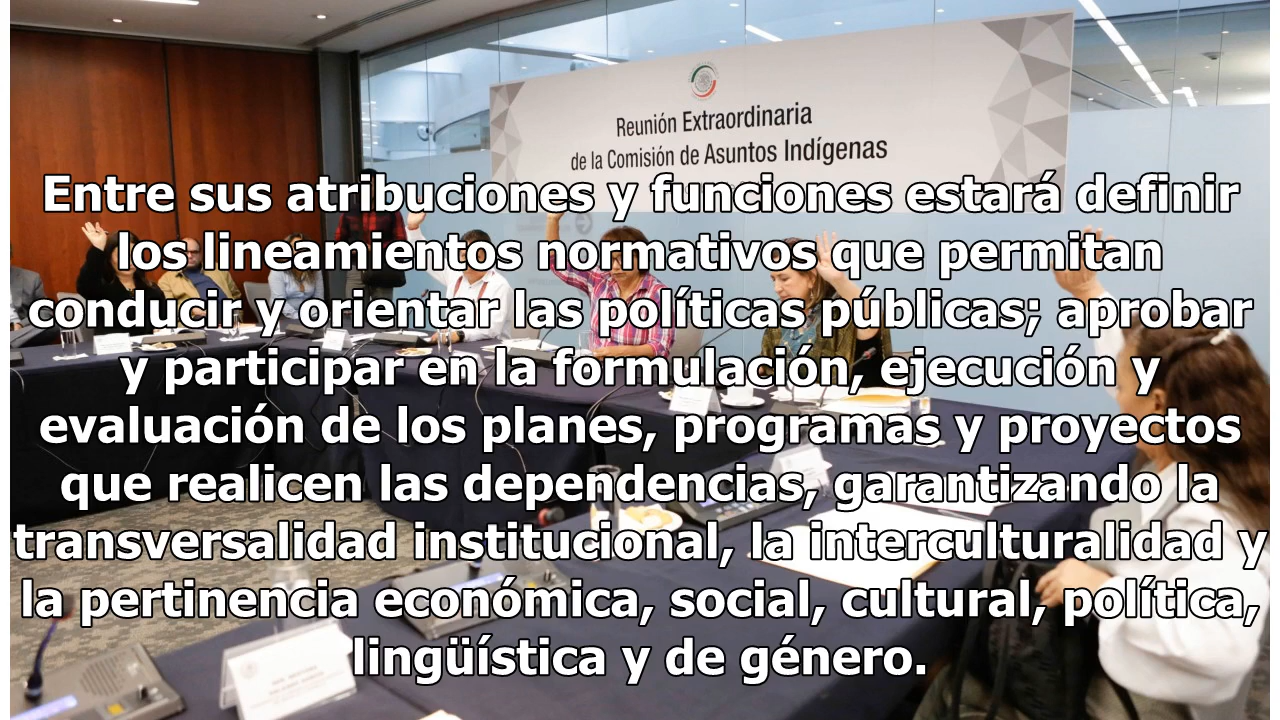 Reunión Extraordinaria
de la Comisión de Asuntos Indígenas
Entre sus atribuciones y funciones estará definir
los lineamientos normativos que permitan
conducir y orientar las políticas públicas; aprobar
y participar en la formulación, ejecución y
evaluación de los planes, programas y proyectos
que realicen las dependencias, garantizando la
transversalidad institucional, la interculturalidad y
la pertinencia económica, social, cultural, política,
lingüística y de género.